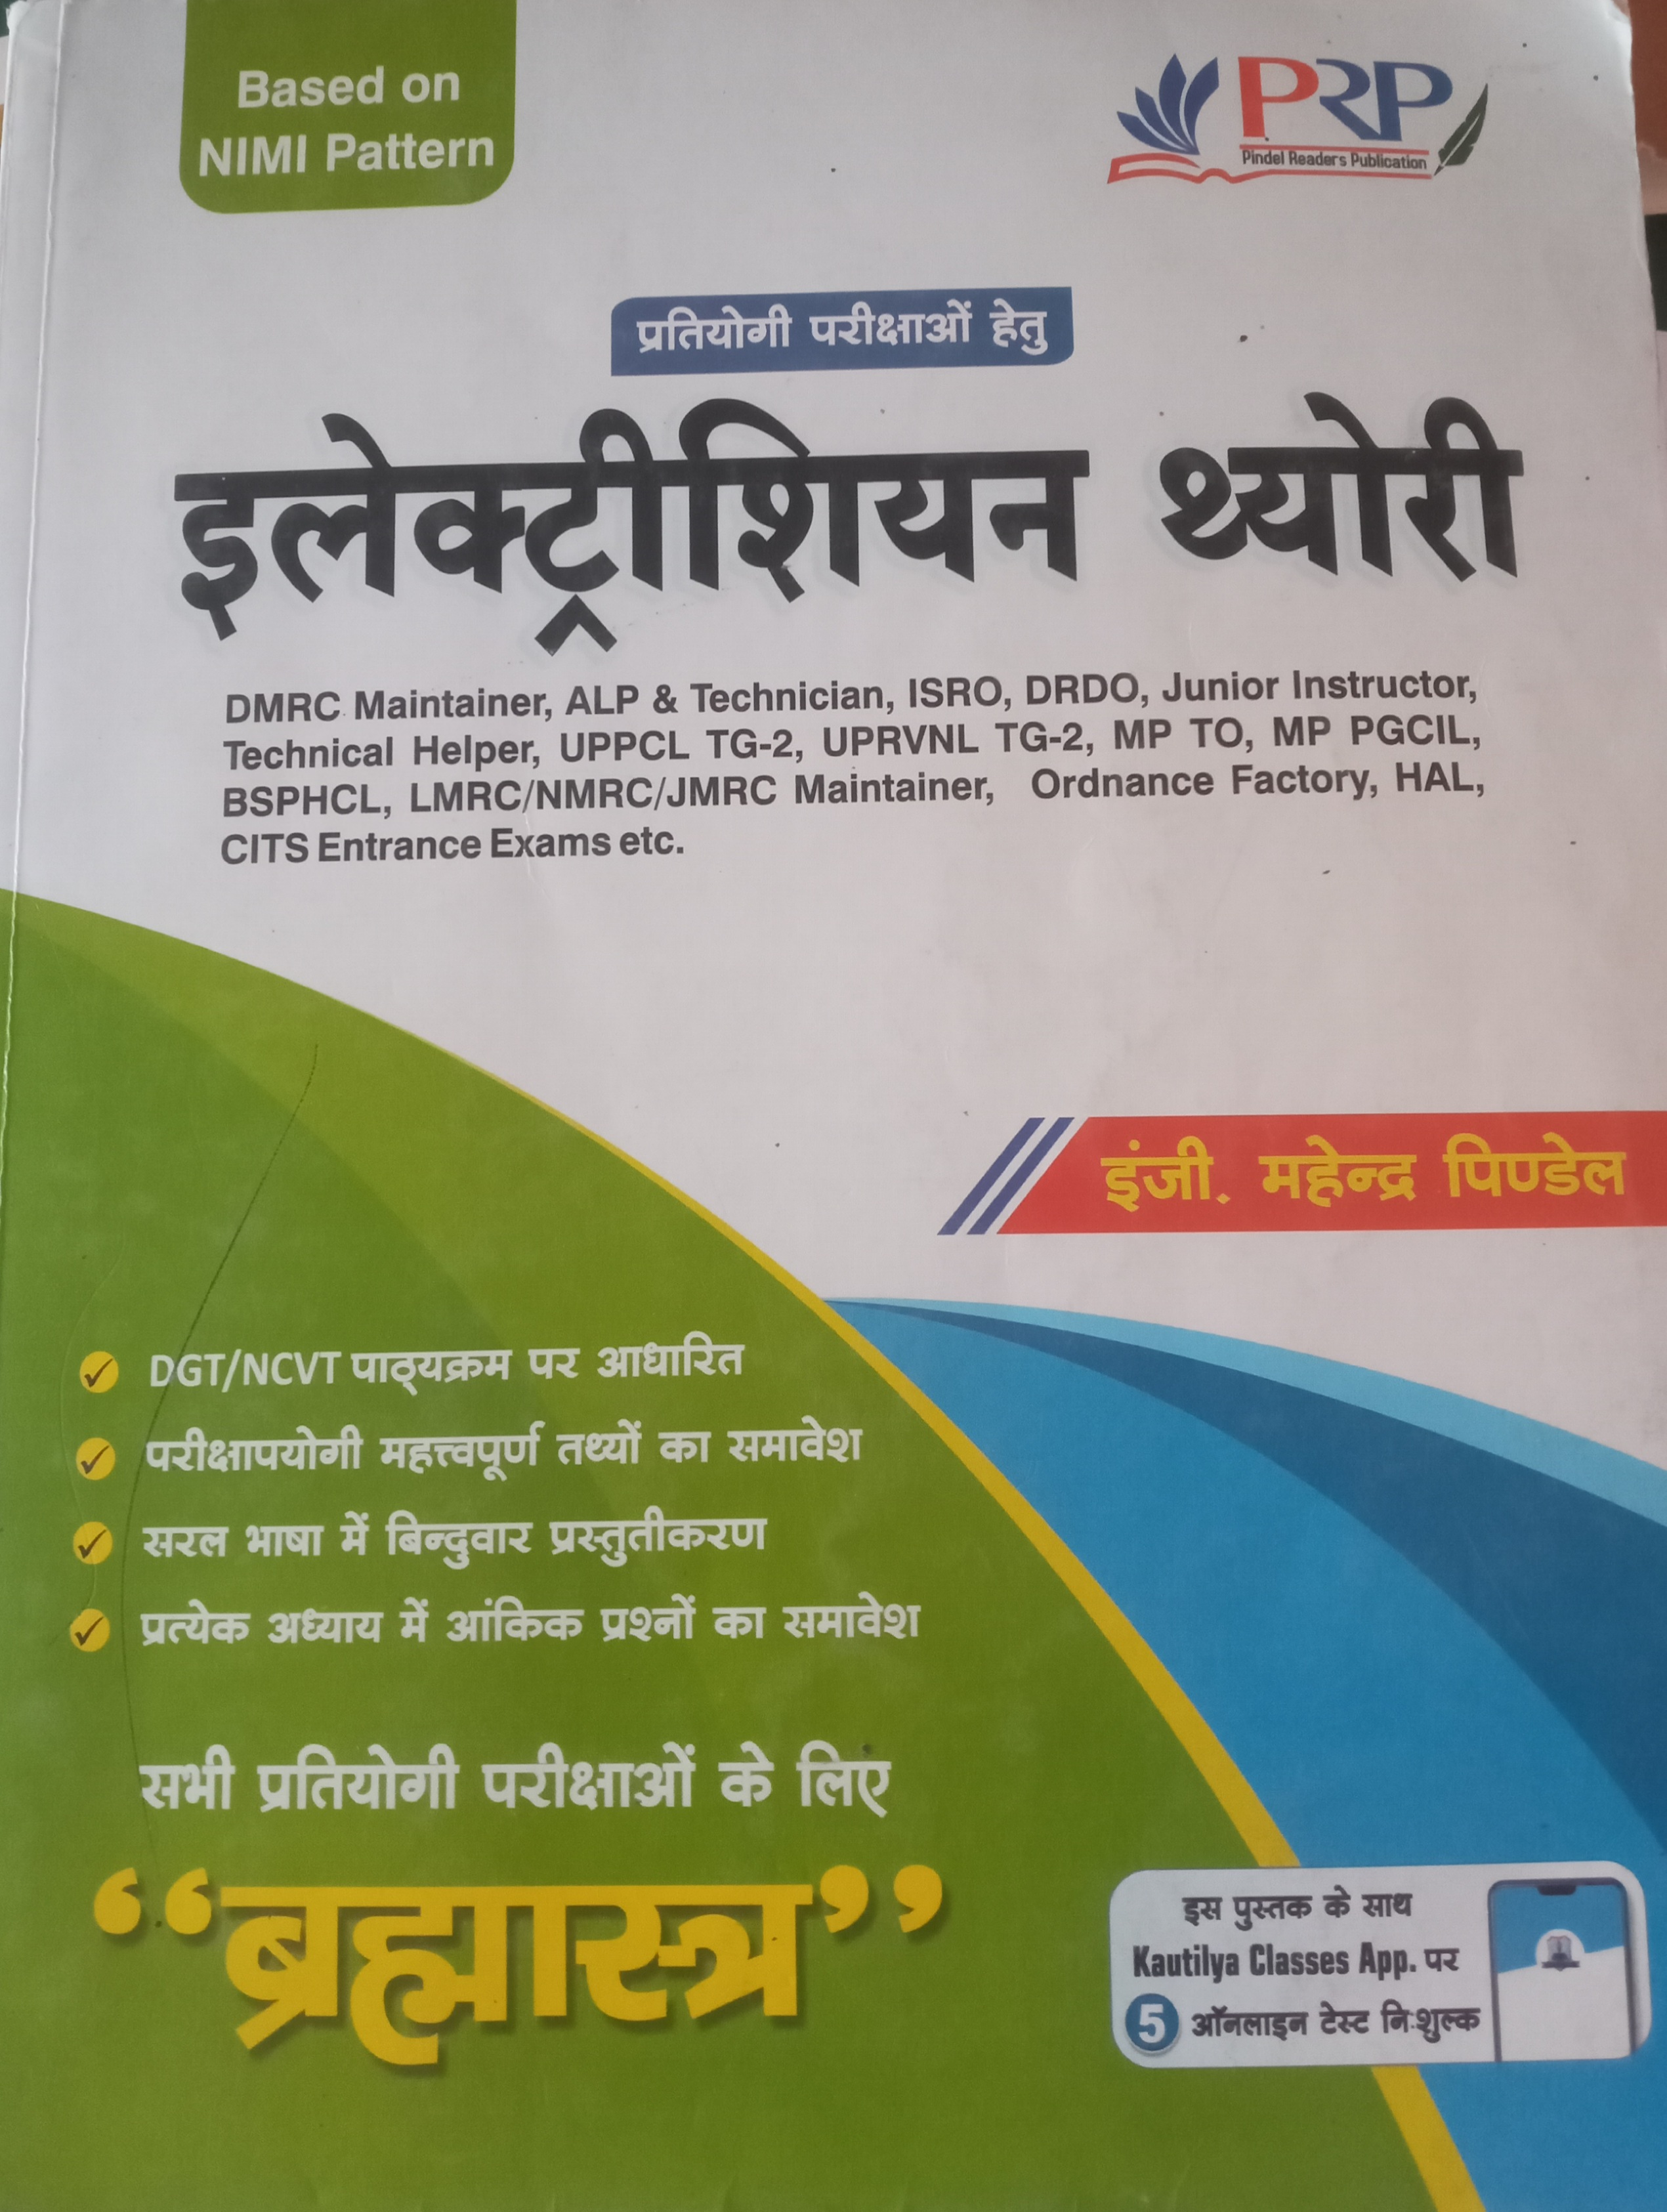 Based on
NIMI Pattern
PRP
Pindel Readers Publication
प्रतियोगी परीक्षाओं हेतु
इलेक्ट्रीशियन थ्योरी
DMRC Maintainer, ALP & Technician, ISRO, DRDO, Junior Instructor,
Technical Helper, UPPCL TG-2, UPRVNL TG-2, MP TO, MP PGCIL,
BSPHCL, LMRC/NMRC/JMRC Maintainer, Ordnance Factory, HAL,
CITS Entrance Exams etc.
इंजी. महेन्द्र पिण्डेल
DGT/NCVT पाठ्यक्रम पर आधारित
परीक्षापयोगी महत्त्वपूर्ण तथ्यों का समावेश
सरल भाषा में बिन्दुवार प्रस्तुतीकरण
प्रत्येक अध्याय में आंकिक प्रश्नों का समावेश
सभी प्रतियोगी परीक्षाओं के लिए
“ब्रह्मास्त्र”
इस पुस्तक के साथ
Kautilya Classes App. पर
5 ऑनलाइन टेस्ट निःशुल्क